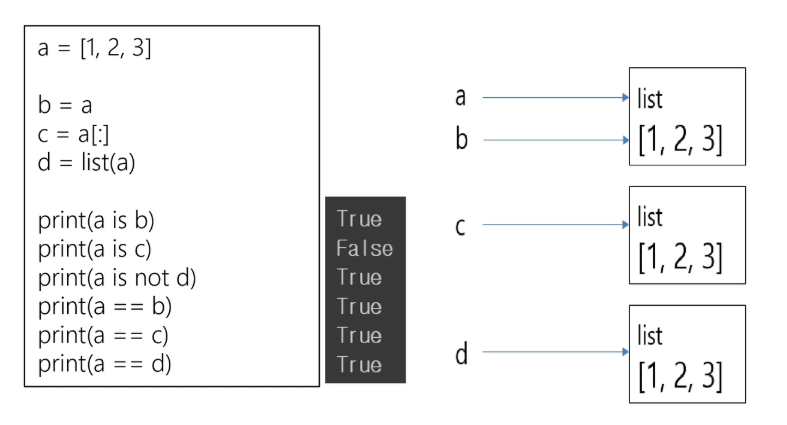 a = [1, 2, 3]
b = a
c = a[:]
d = list(a)
print(a is b)
print(a is c)
print(a is not d)
print(a == b)
print(a == c)
print(a == d)
True
False
True
True
True
True
a
b
list
[1, 2, 3]
c
list
[1, 2, 3]
d
list
[1, 2, 3]